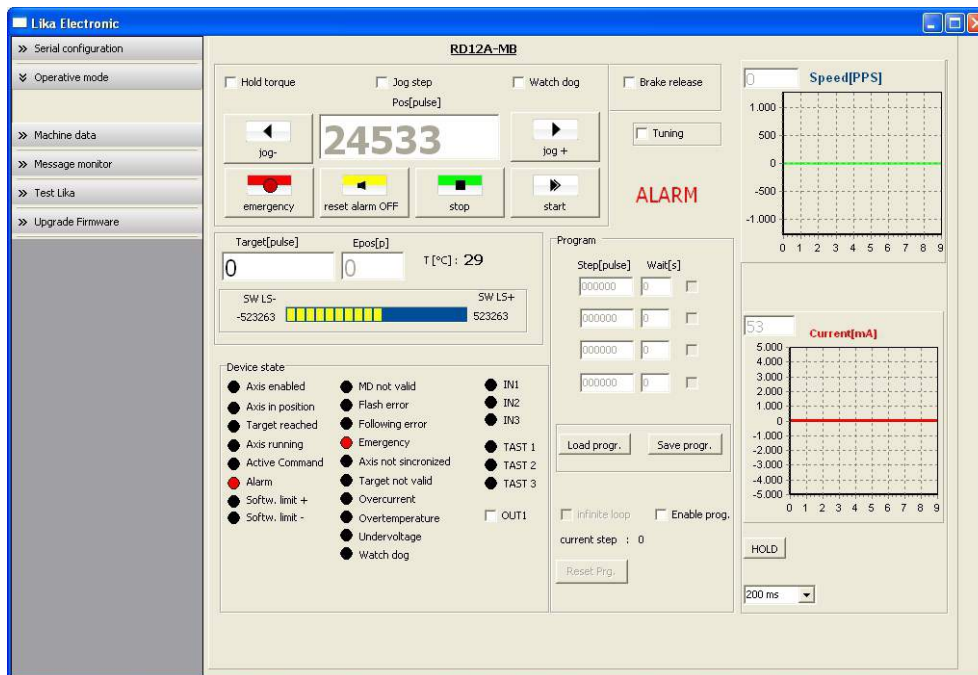 Lika Electronic
Serial configuration
Operative mode
Machine data
Message monitor
Test Lika
Upgrade Firmware
RD12A-MB
Hold torque
Jog step
Watch dog
Brake release
Pos[pulse]
jog-
24533
jog +
Tuning
emergency
reset alarm OFF
stop
start
ALARM
Target[pulse]
Epos[p]
0
0
T [°C] : 29
SW LS-
SW LS+
-523263
523263
Device state
Axis enabled
Axis in position
Target reached
Axis running
Active Command
Alarm
Softw. limit +
Softw. limit -
MD not valid
Flash error
Following error
Emergency
Axis not sincronized
Target not valid
Overcurrent
Overtemperature
Undervoltage
Watch dog
IN1
IN2
IN3
TAST 1
TAST 2
TAST 3
OUT1
Program
Step[pulse]
Wait[s]
000000 0
000000 0
000000 0
000000 0
Load progr.
Save progr.
Infinite loop
Enable prog.
current step : 0
Reset Prg.
0
Speed[PPS]
1.000
500
0
-500
-1.000
0 1 2 3 4 5 6 7 8 9
53
Current[mA]
5.000
4.000
3.000
2.000
1.000
0
-1.000
-2.000
-3.000
-4.000
-5.000
0 1 2 3 4 5 6 7 8 9
HOLD
200 ms